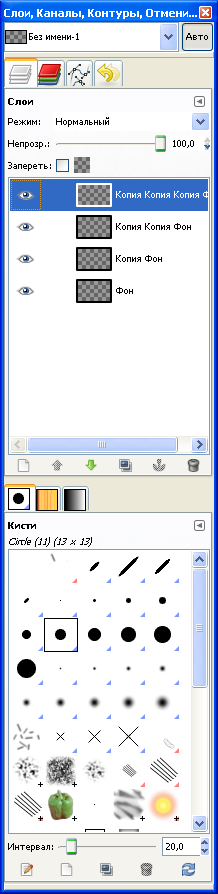 Слои, Каналы, Контуры, Отмени...
Без имени-1
Авто
Слои
Режим: Нормальный
Непрозр.: 100,0
Запереть:
Копия Копия Копия Ф
Копия Копия Фон
Копия Фон
Фон
Кисти
Circle (11) (13 × 13)
Интервал: 20,0